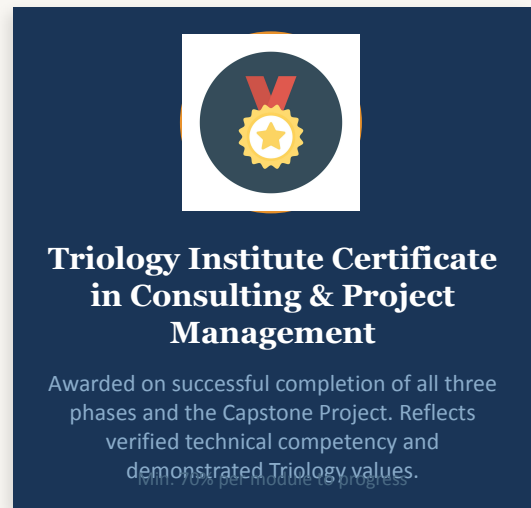 Triology Institute Certificate
in Consulting & Project
Management
Awarded on successful completion of all three
phases and the Capstone Project. Reflects
verified technical competency and
demonstrated Triology values.
Min. 70% per module to progress